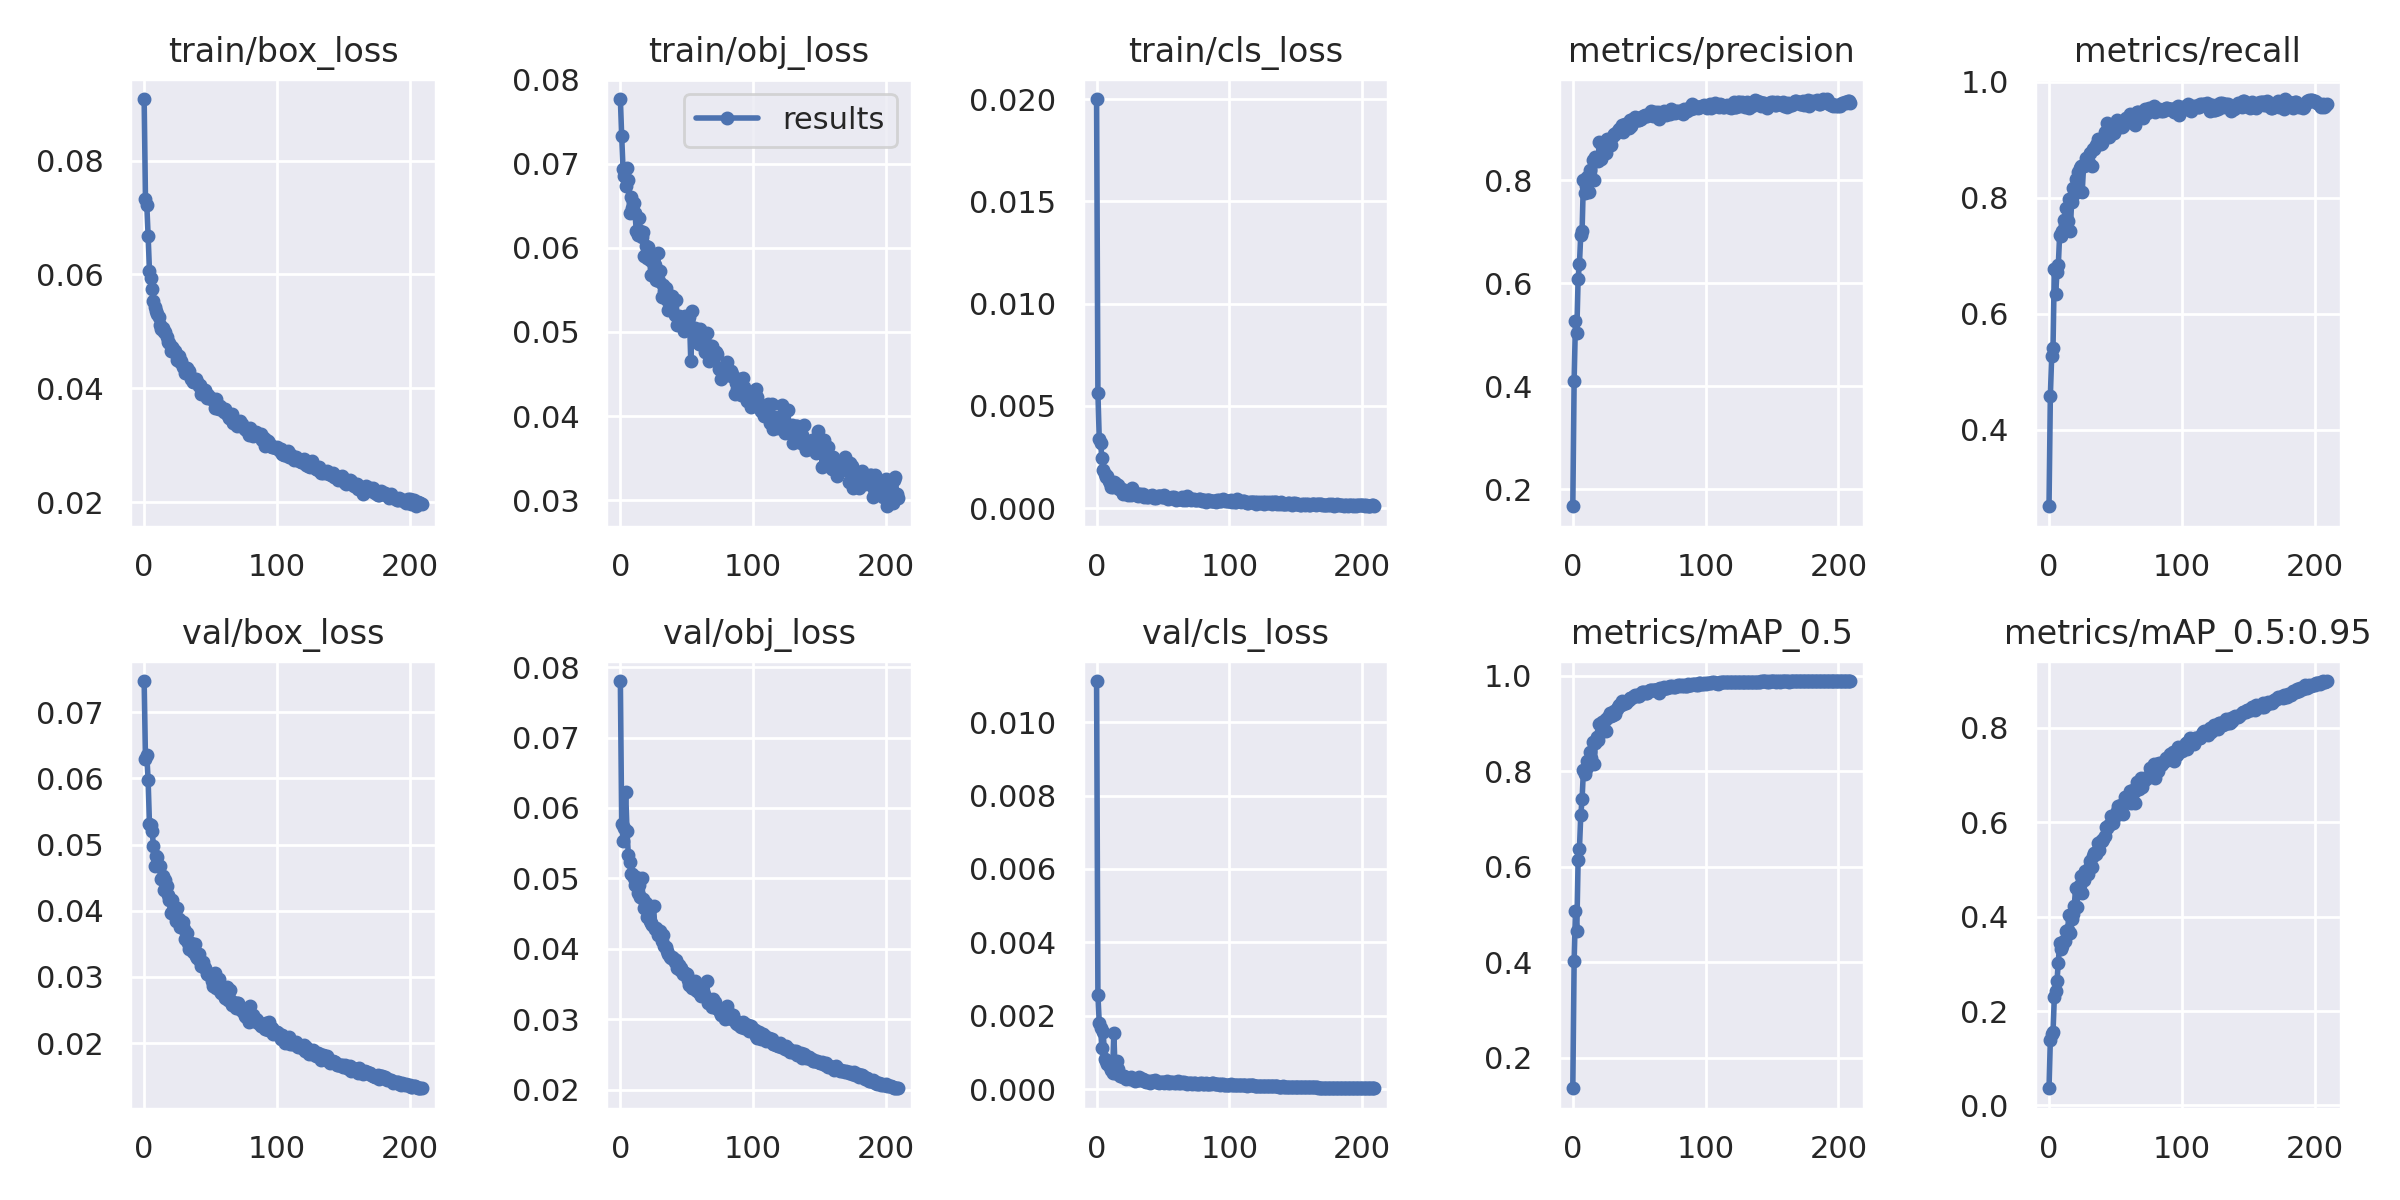 train/box_loss
train/obj_loss
train/cls_loss
metrics/precision
metrics/recall
0.08
0.06
0.04
0.02
0 100 200
0.08
0.07
0.06
0.05
0.04
0.03
results
0 100 200
0.020
0.015
0.010
0.005
0.000
0 100 200
0.8
0.6
0.4
0.2
0 100 200
1.0
0.8
0.6
0.4
0 100 200
val/box_loss
val/obj_loss
val/cls_loss
metrics/mAP_0.5
metrics/mAP_0.5:0.95
0.07
0.06
0.05
0.04
0.03
0.02
0 100 200
0.08
0.07
0.06
0.05
0.04
0.03
0.02
0 100 200
0.010
0.008
0.006
0.004
0.002
0.000
0 100 200
1.0
0.8
0.6
0.4
0.2
0 100 200
0.8
0.6
0.4
0.2
0.0
0 100 200